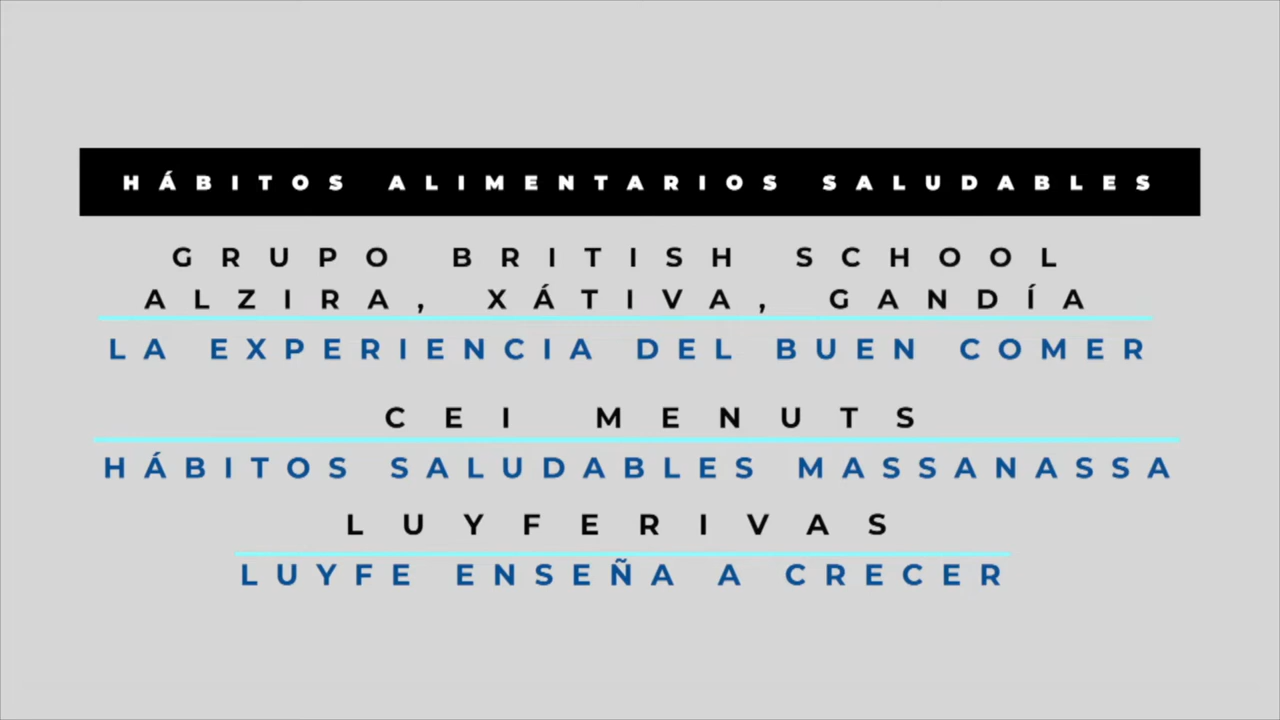 HÁBITOS ALIMENTARIOS SALUDABLES
GRUPO BRITISH SCHOOL
ALZIRA, XÁTIVA, GANDÍA
LA EXPERIENCIA DEL BUEN COMER
CEI MENUTS
HÁBITOS SALUDABLES MASSANASSA
LUYFERIVAS
LUYFE ENSEÑA A CRECER